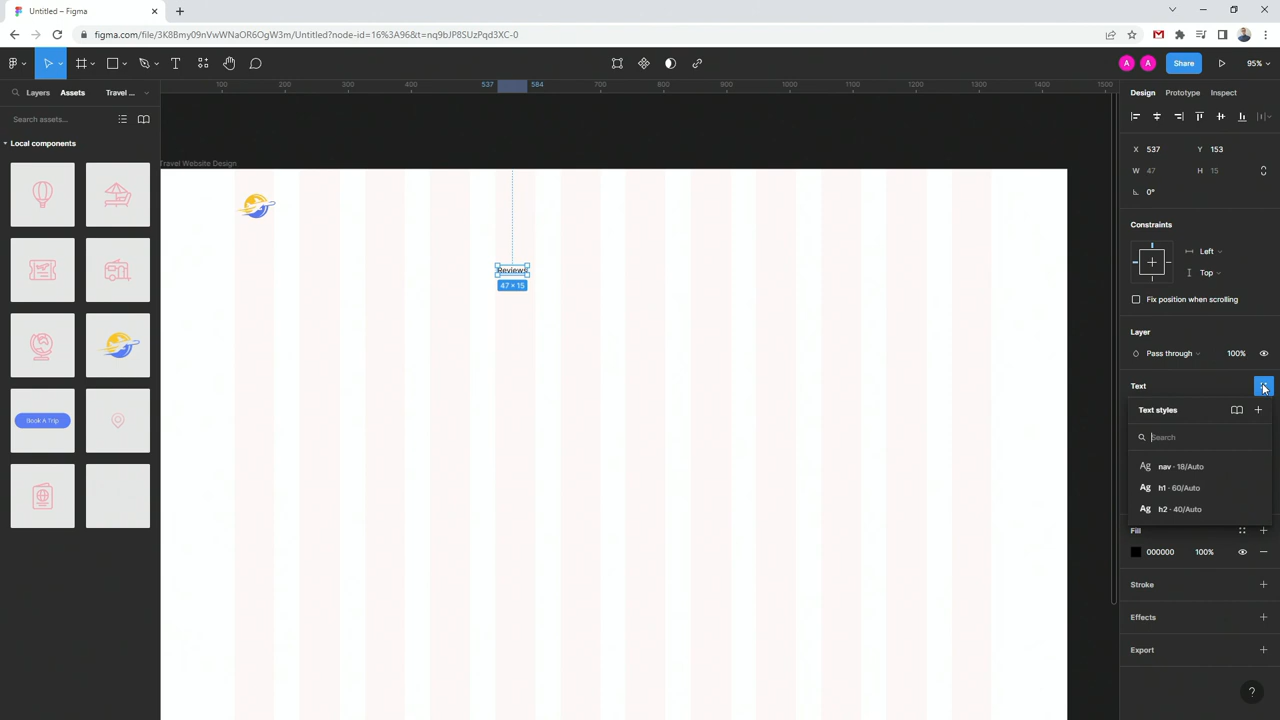 Untitled – Figma
figma.com/file/3K8Bmy09nVwWNaOR6OgW3m/Untitled?node-id=16%3A96&t=nq9bJP8SUzPqd3XC-0
A
A
Share
95%
Layers
Assets
Travel ...
100
200
300
400
537
584
700
800
900
1000
1100
1200
1300
1400
1500
Design
Prototype
Inspect
Search assets...
Local components
X 537
Y 153
W 47
H 15
0°
Travel Website Design
Constraints
Left
Top
Reviews
47 × 15
Fix position when scrolling
Layer
Pass through
100%
Text
Text styles
Search
nav · 18/Auto
h1 · 60/Auto
h2 · 40/Auto
Book A Trip
Fill
000000
100%
Stroke
Effects
Export
?